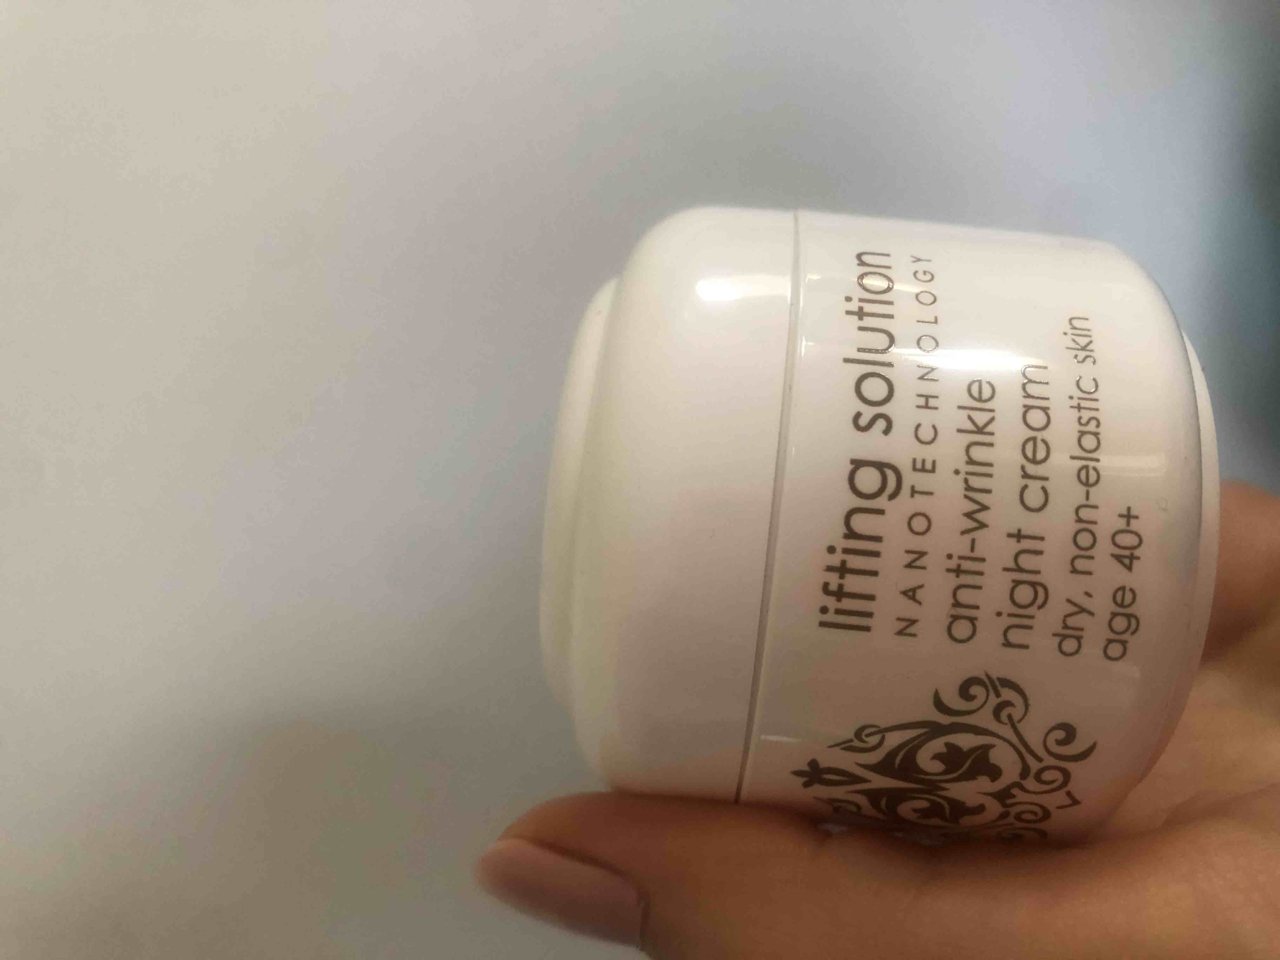 lifting solution
NANOTECHNOLOGY
anti-wrinkle
night cream
dry, non-elastic skin
age 40+